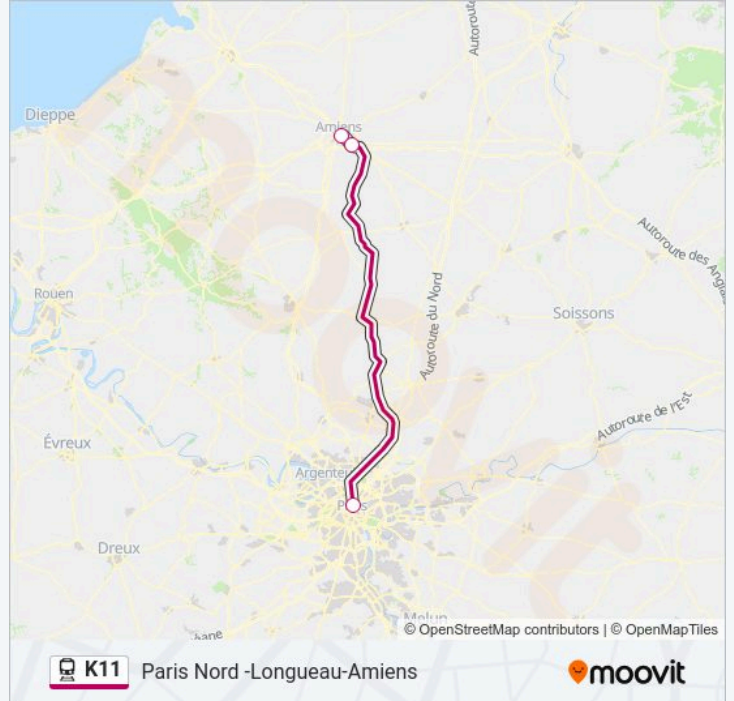 Autoroute
Dieppe
Amiens
Autoroute des Anglais
Rouen
Autoroute du Nord
Soissons
Autoroute de l'Est
Évreux
Argenteuil
Paris
Dreux
Melun
© OpenStreetMap contributors | © OpenMapTiles
K11 Paris Nord -Longueau-Amiens moovit